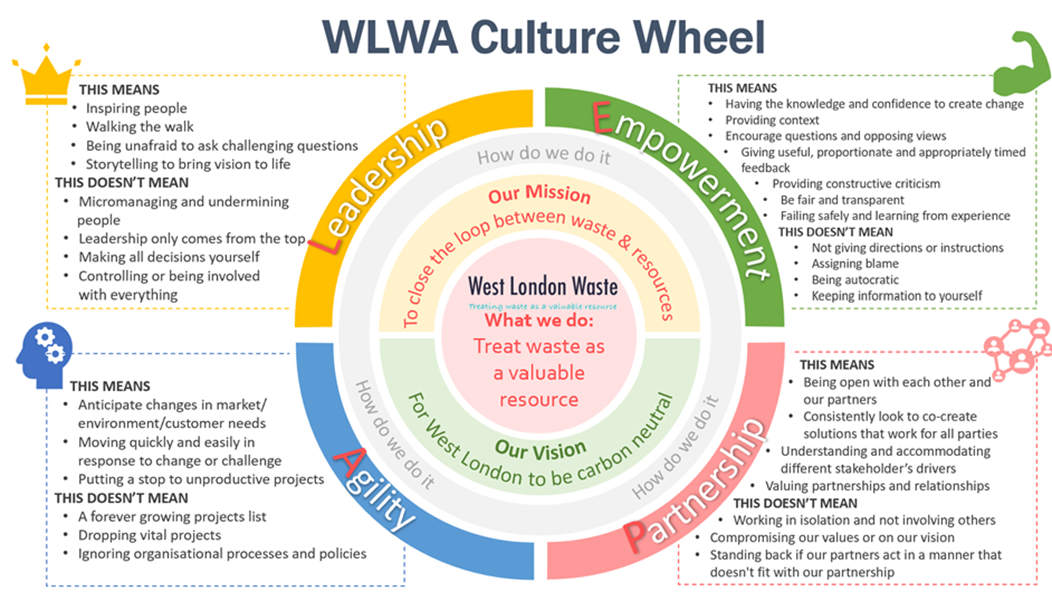 WLWA Culture Wheel
THIS MEANS
• Inspiring people
• Walking the walk
• Being unafraid to ask challenging questions
• Storytelling to bring vision to life
THIS DOESN'T MEAN
• Micromanaging and undermining
people
• Leadership only comes from the top
• Making all decisions yourself
• Controlling or being involved
with everything
THIS MEANS
• Having the knowledge and confidence to create change
• Providing context
• Encourage questions and opposing views
• Giving useful, proportionate and appropriately timed
feedback
• Providing constructive criticism
• Be fair and transparent
• Failing safely and learning from experience
THIS DOESN'T MEAN
• Not giving directions or instructions
• Assigning blame
• Being autocratic
• Keeping information to yourself
Leadership
Empowerment
How do we do it
Our Mission
To close the loop between waste & resources
West London Waste
Treating waste as a valuable resource
What we do:
Treat waste as
a valuable
resource
Our Vision
For West London to be carbon neutral
How do we do it
How do we do it
Agility
Partnership
THIS MEANS
• Anticipate changes in market/
environment/customer needs
• Moving quickly and easily in
response to change or challenge
• Putting a stop to unproductive projects
THIS DOESN'T MEAN
• A forever growing projects list
• Dropping vital projects
• Ignoring organisational processes and policies
THIS MEANS
• Being open with each other and
our partners
• Consistently look to co-create
solutions that work for all parties
• Understanding and accommodating
different stakeholder's drivers
• Valuing partnerships and relationships
THIS DOESN'T MEAN
• Working in isolation and not involving others
• Compromising our values or on our vision
• Standing back if our partners act in a manner that
doesn't fit with our partnership